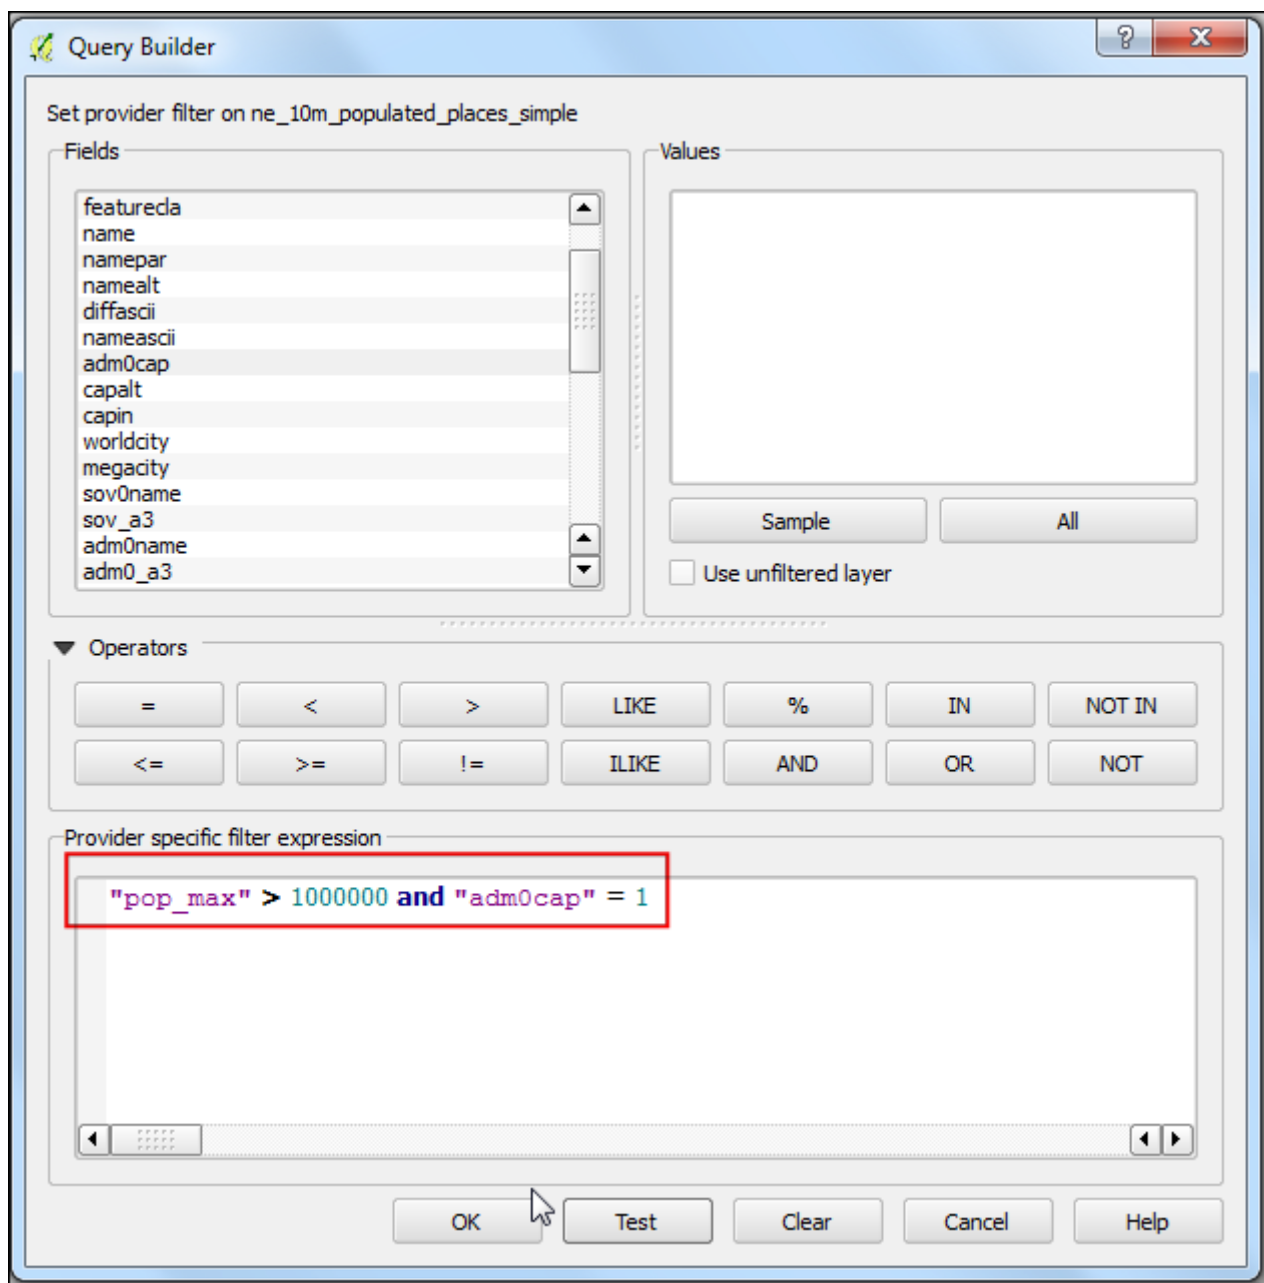 Query Builder
?
Set provider filter on ne_10m_populated_places_simple
Fields
featurecla
name
namepar
namealt
diffascii
nameascii
adm0cap
capalt
capin
worldcity
megacity
sov0name
sov_a3
adm0name
adm0_a3
Values
Sample All
Use unfiltered layer
Operators
= < > LIKE % IN NOT IN
<= >= != ILIKE AND OR NOT
Provider specific filter expression
"pop_max" > 1000000 and "adm0cap" = 1
OK Test Clear Cancel Help